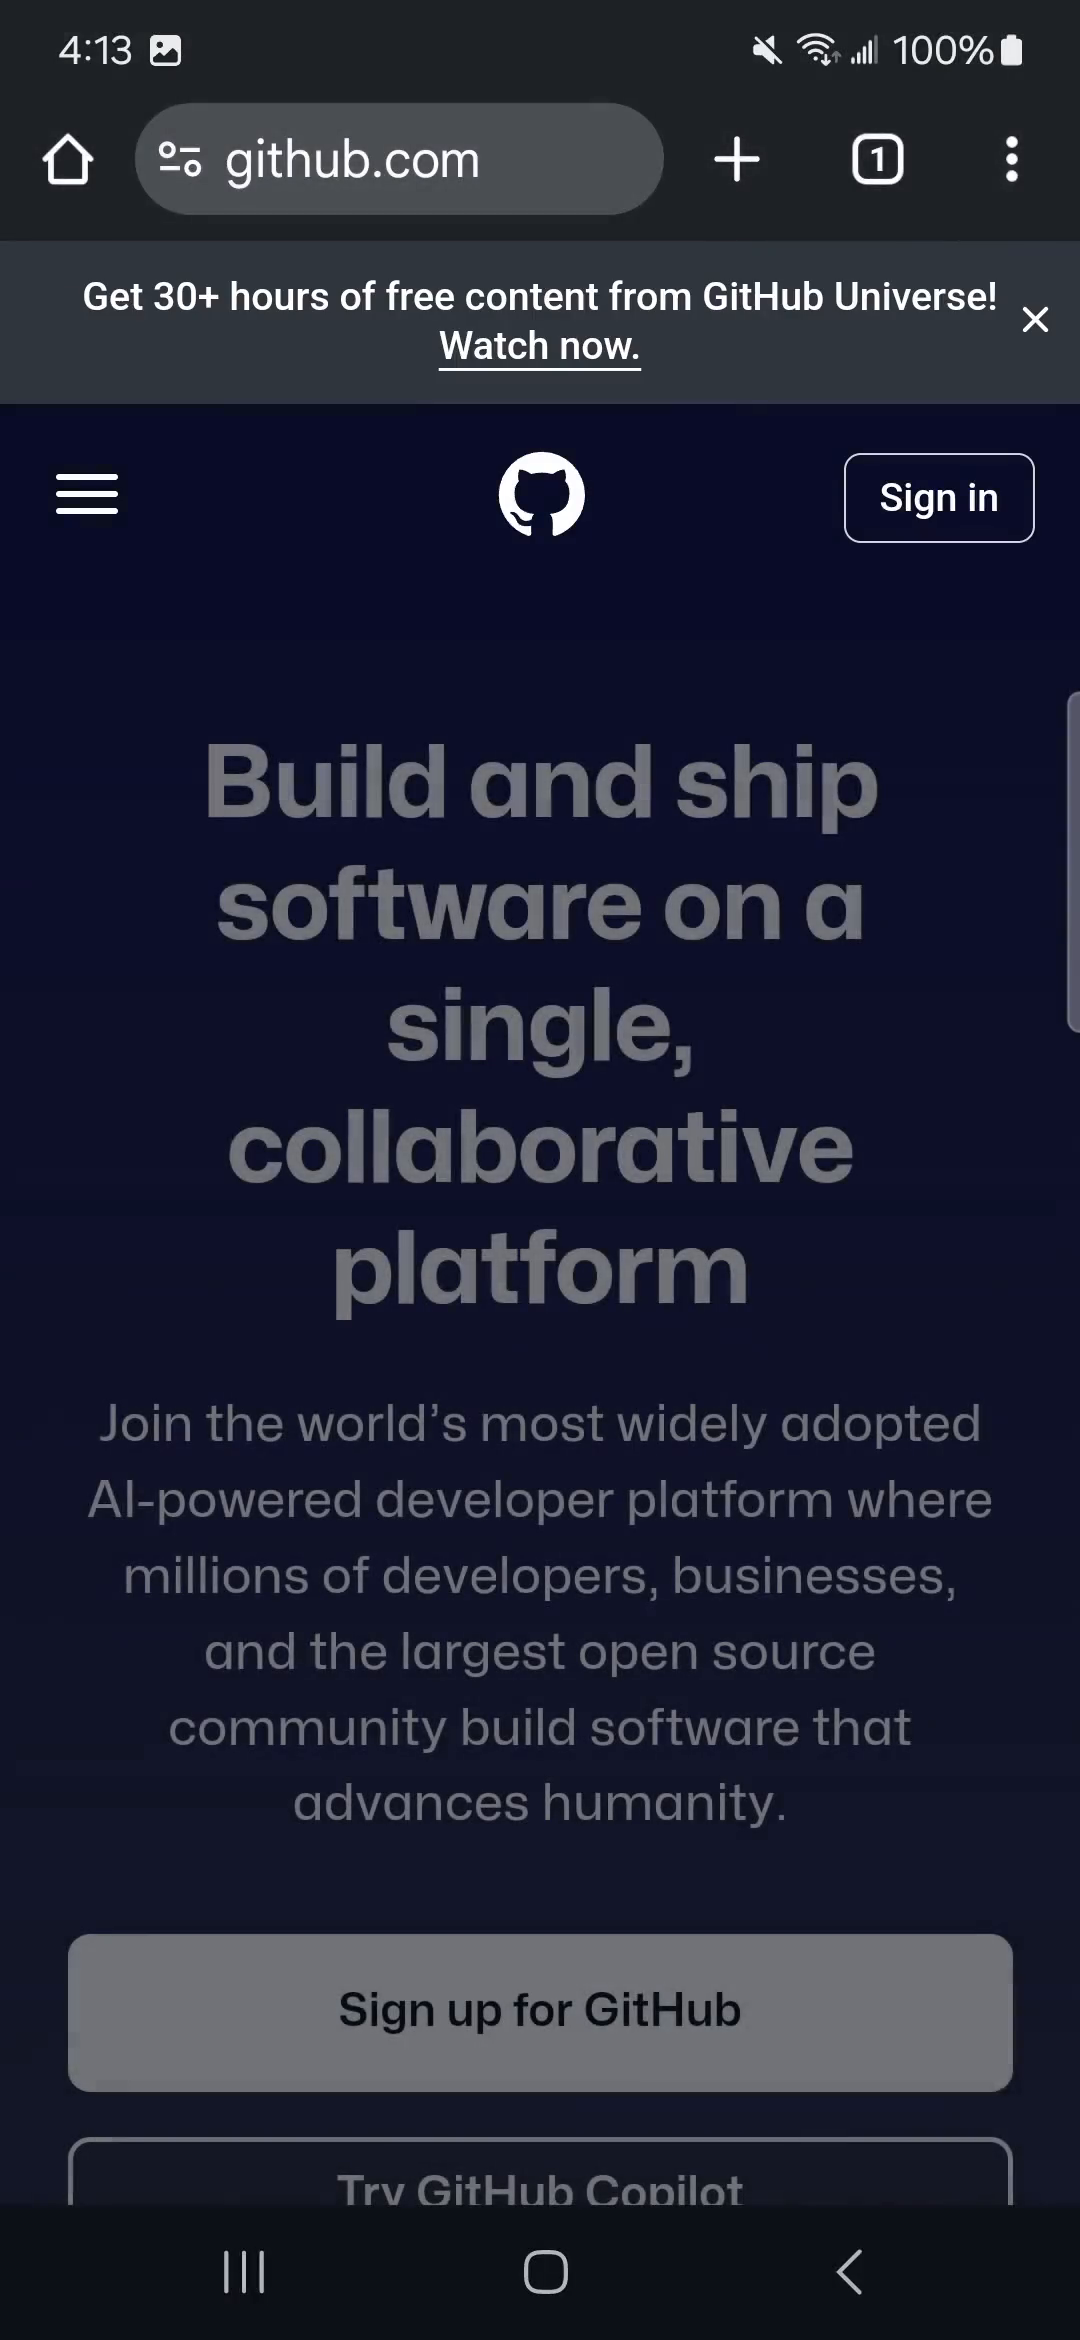 4:13
100%
github.com
1
Get 30+ hours of free content from GitHub Universe!
Watch now.
Sign in
Build and ship
software on a
single,
collaborative
platform
Join the world’s most widely adopted
AI-powered developer platform where
millions of developers, businesses,
and the largest open source
community build software that
advances humanity.
Sign up for GitHub
Try GitHub Copilot